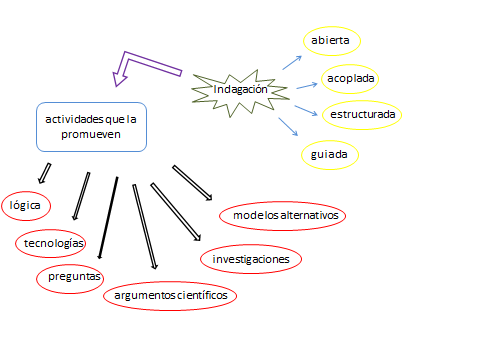 abierta
Indagación
acoplada
estructurada
guiada
actividades que la
promueven
lógica
tecnologías
preguntas
argumentos científicos
investigaciones
modelos alternativos